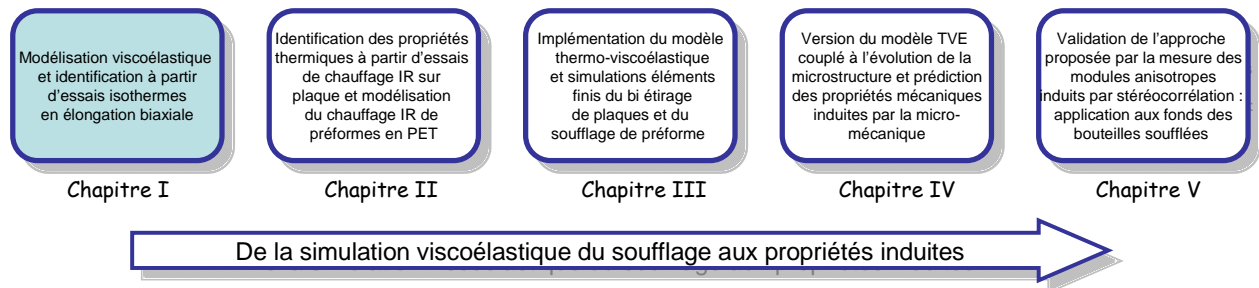 Modélisation viscoélastique
et identification à partir
d'essais isothermes
en élongation biaxiale
Identification des propriétés
thermiques à partir d'essais
de chauffage IR sur
plaque et modélisation
du chauffage IR de
préformes en PET
Implémentation du modèle
thermo-viscoélastique
et simulations éléments
finis du bi étirage
de plaques et du
soufflage de préforme
Version du modèle TVE
couplé à l'évolution de la
microstructure et prédiction
des propriétés mécaniques
induites par la micro-
mécanique
Validation de l'approche
proposée par la mesure des
modules anisotropes
induits par stéréocorrélation :
application aux fonds des
bouteilles soufflées
Chapitre I
Chapitre II
Chapitre III
Chapitre IV
Chapitre V
De la simulation viscoélastique du soufflage aux propriétés induites